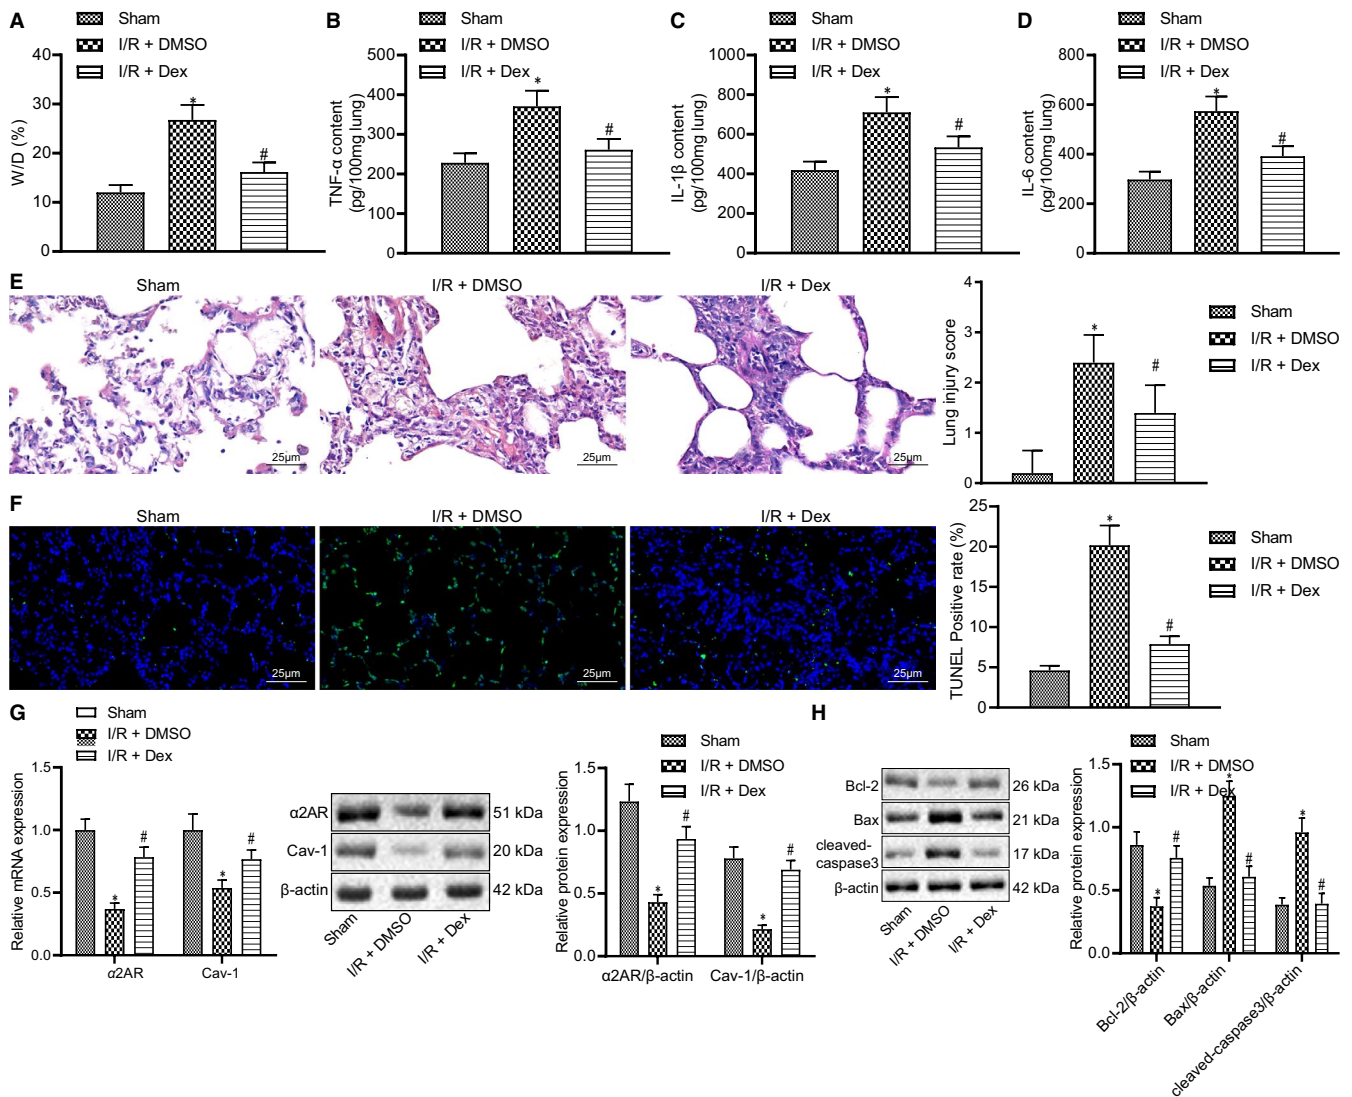 A
Sham
I/R + DMSO
I/R + Dex
W/D (%)
40
30
20
10
0
*
#
B
Sham
I/R + DMSO
I/R + Dex
TNF-α content
(pg/100mg lung)
500
400
300
200
100
0
*
#
C
Sham
I/R + DMSO
I/R + Dex
IL-1β content
(pg/100mg lung)
1000
800
600
400
200
0
*
#
D
Sham
I/R + DMSO
I/R + Dex
IL-6 content
(pg/100mg lung)
800
600
400
200
0
*
#
E
Sham
I/R + DMSO
I/R + Dex
25μm
25μm
25μm
Lung injury score
4
3
2
1
0
*
#
Sham
I/R + DMSO
I/R + Dex
F
Sham
I/R + DMSO
I/R + Dex
25μm
25μm
25μm
TUNEL Positive rate (%)
25
20
15
10
5
0
*
#
Sham
I/R + DMSO
I/R + Dex
G
Sham
I/R + DMSO
I/R + Dex
Relative mRNA expression
1.5
1.0
0.5
0.0
*
#
*
#
α2AR
Cav-1
α2AR
51 kDa
Cav-1
20 kDa
β-actin
42 kDa
Sham
I/R + DMSO
I/R + Dex
Sham
I/R + DMSO
I/R + Dex
Relative protein expression
1.5
1.0
0.5
0.0
*
#
*
#
α2AR/β-actin
Cav-1/β-actin
H
Bcl-2
26 kDa
Bax
21 kDa
cleaved-
caspase3
17 kDa
β-actin
42 kDa
Sham
I/R + DMSO
I/R + Dex
Sham
I/R + DMSO
I/R + Dex
Relative protein expression
1.5
1.0
0.5
0.0
*
#
*
#
*
#
Bcl-2/β-actin
Bax/β-actin
cleaved-caspase3/β-actin